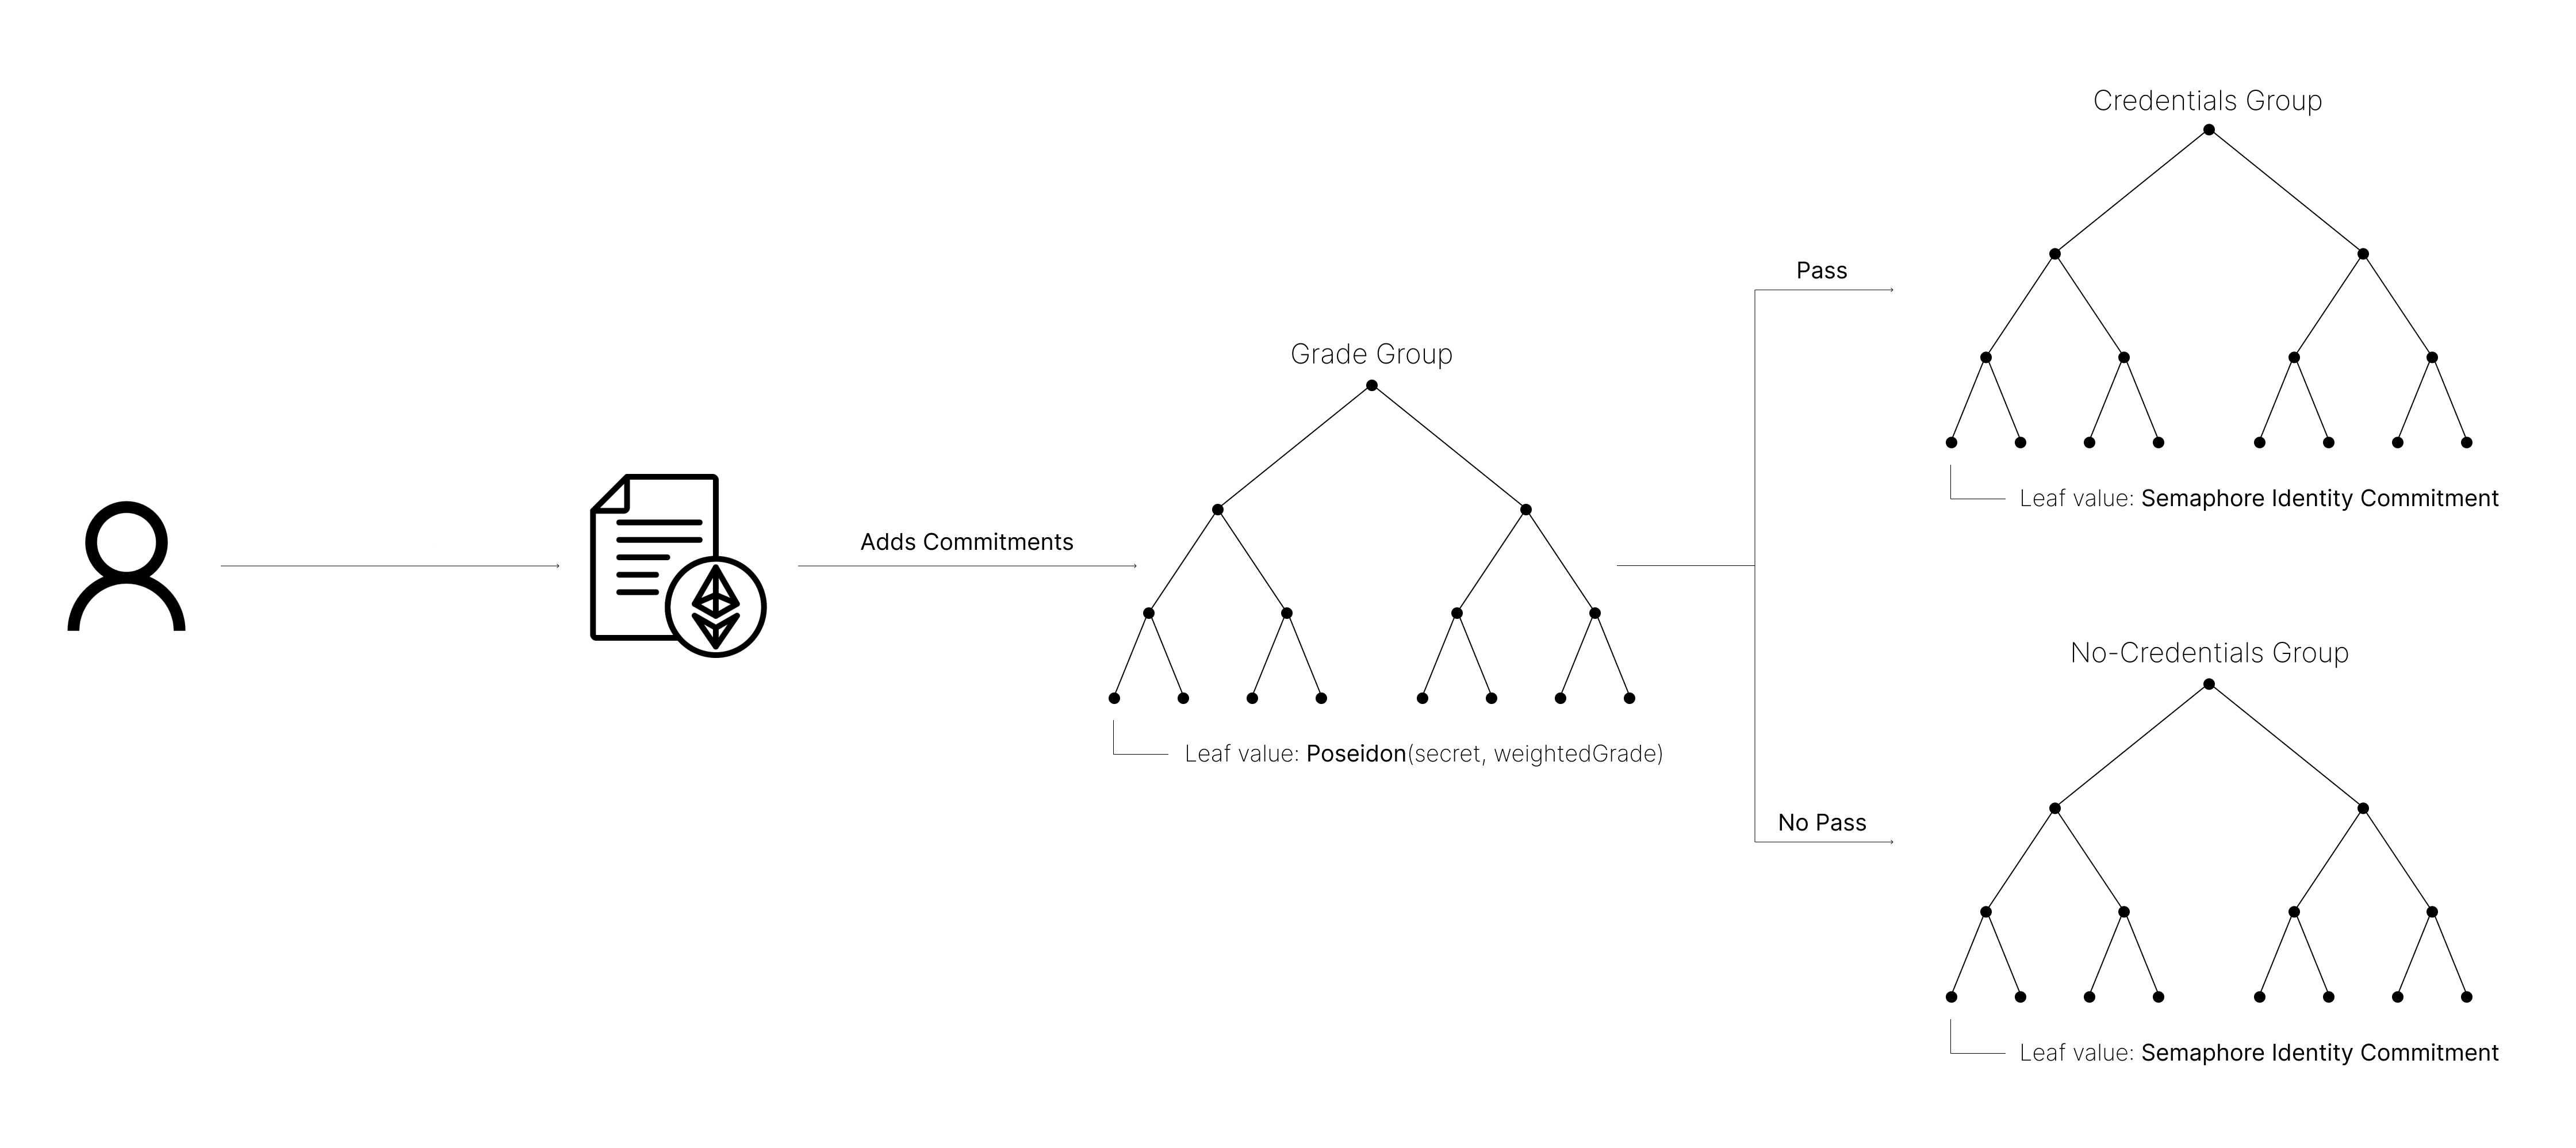 Adds Commitments
Grade Group
Leaf value: Poseidon(secret, weightedGrade)
Pass
No Pass
Credentials Group
Leaf value: Semaphore Identity Commitment
No-Credentials Group
Leaf value: Semaphore Identity Commitment